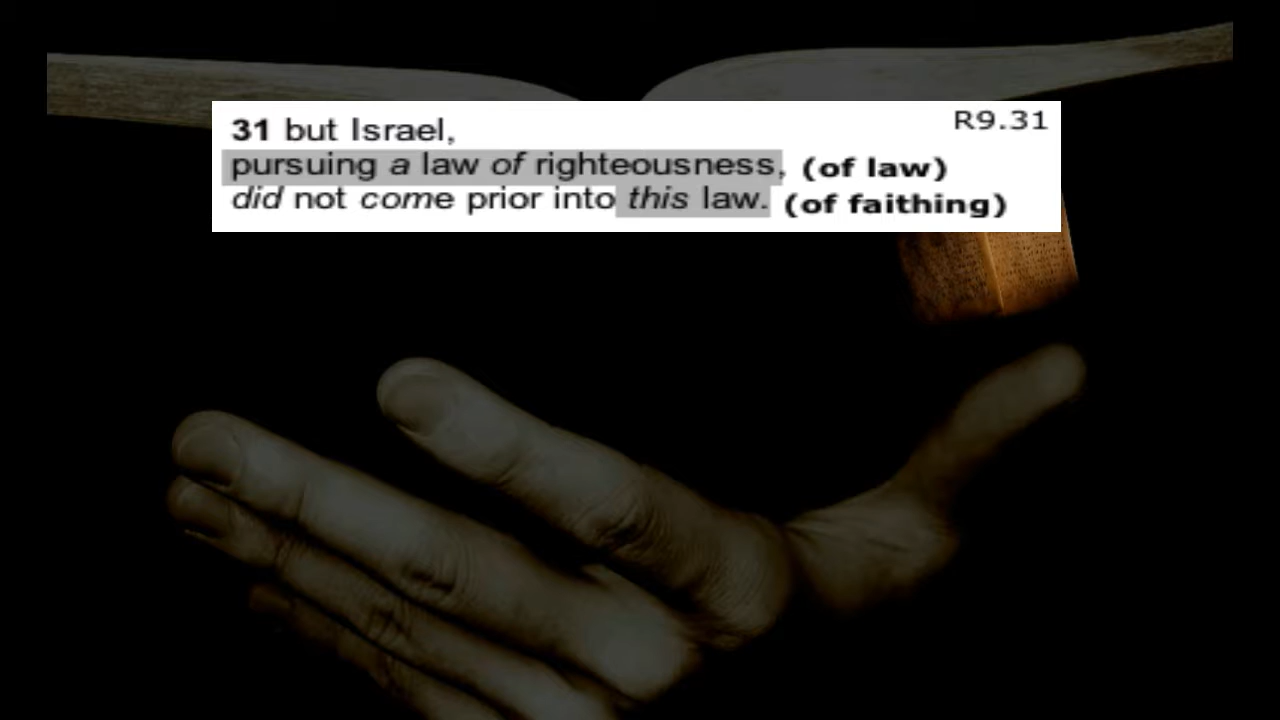 31 but Israel, R9.31
pursuing a law of righteousness, (of law)
did not come prior into this law. (of faithing)